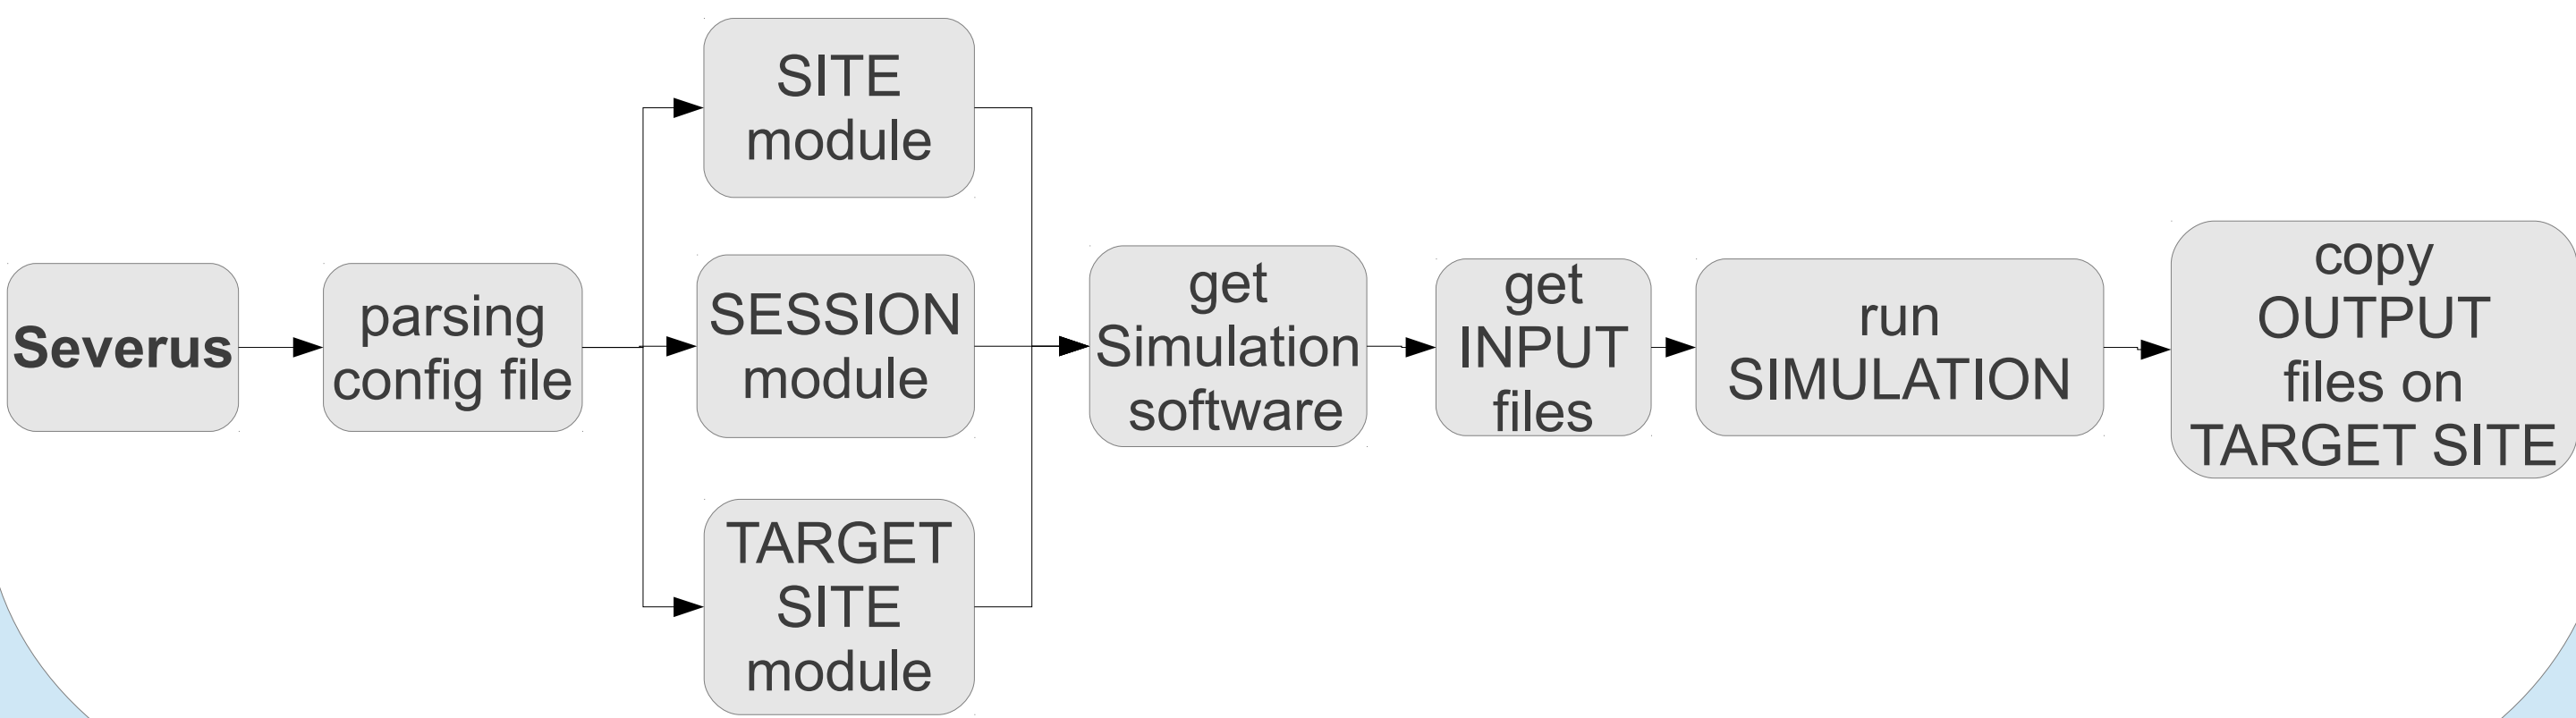 Severus
parsing
config file
SITE
module
SESSION
module
TARGET
SITE
module
get
Simulation
software
get
INPUT
files
run
SIMULATION
copy
OUTPUT
files on
TARGET SITE